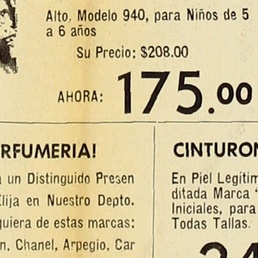 Alto, Modelo 940, para Niños de 5
a 6 años
Su Precio: $208.00
AHORA: 175.00
RFUMERIA!
a un Distinguido Presen
Elija en Nuestro Depto.
quiera de estas marcas:
n, Chanel, Arpegio, Car
CINTURON
En Piel Legítim
ditada Marca "
Iniciales, para
Todas Tallas.